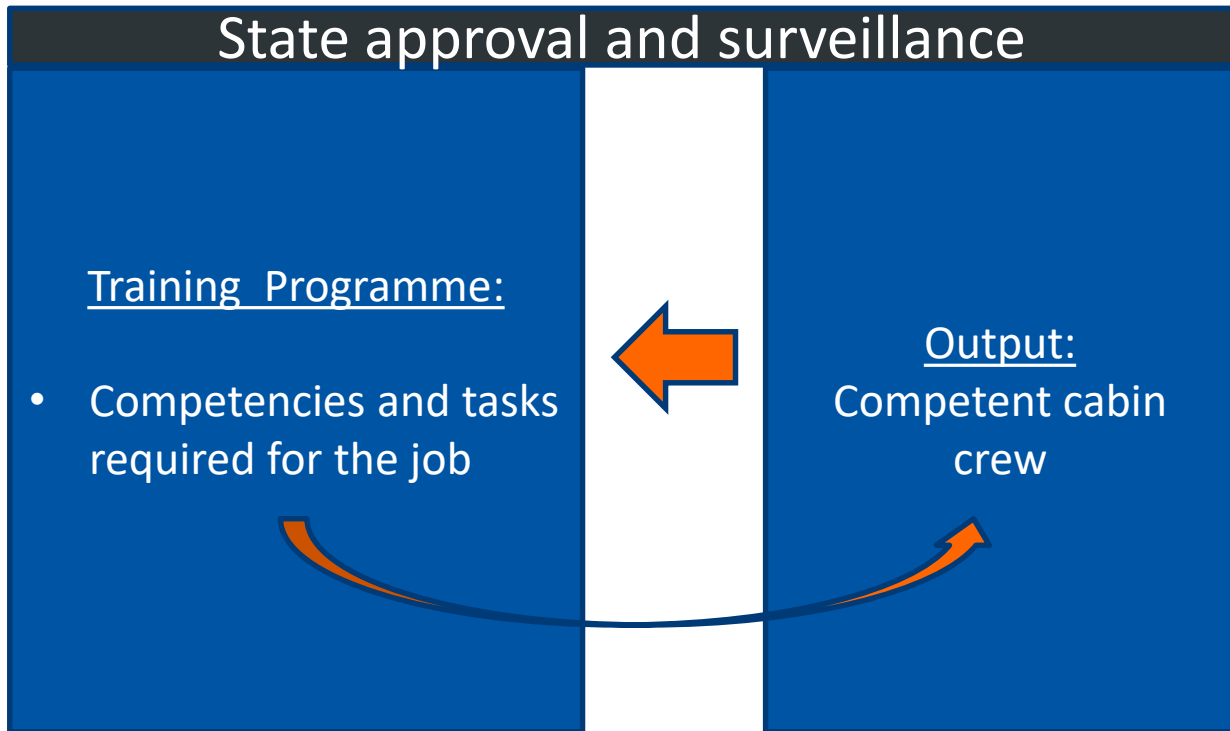 State approval and surveillance
Training Programme:
• Competencies and tasks
required for the job
Output:
Competent cabin
crew